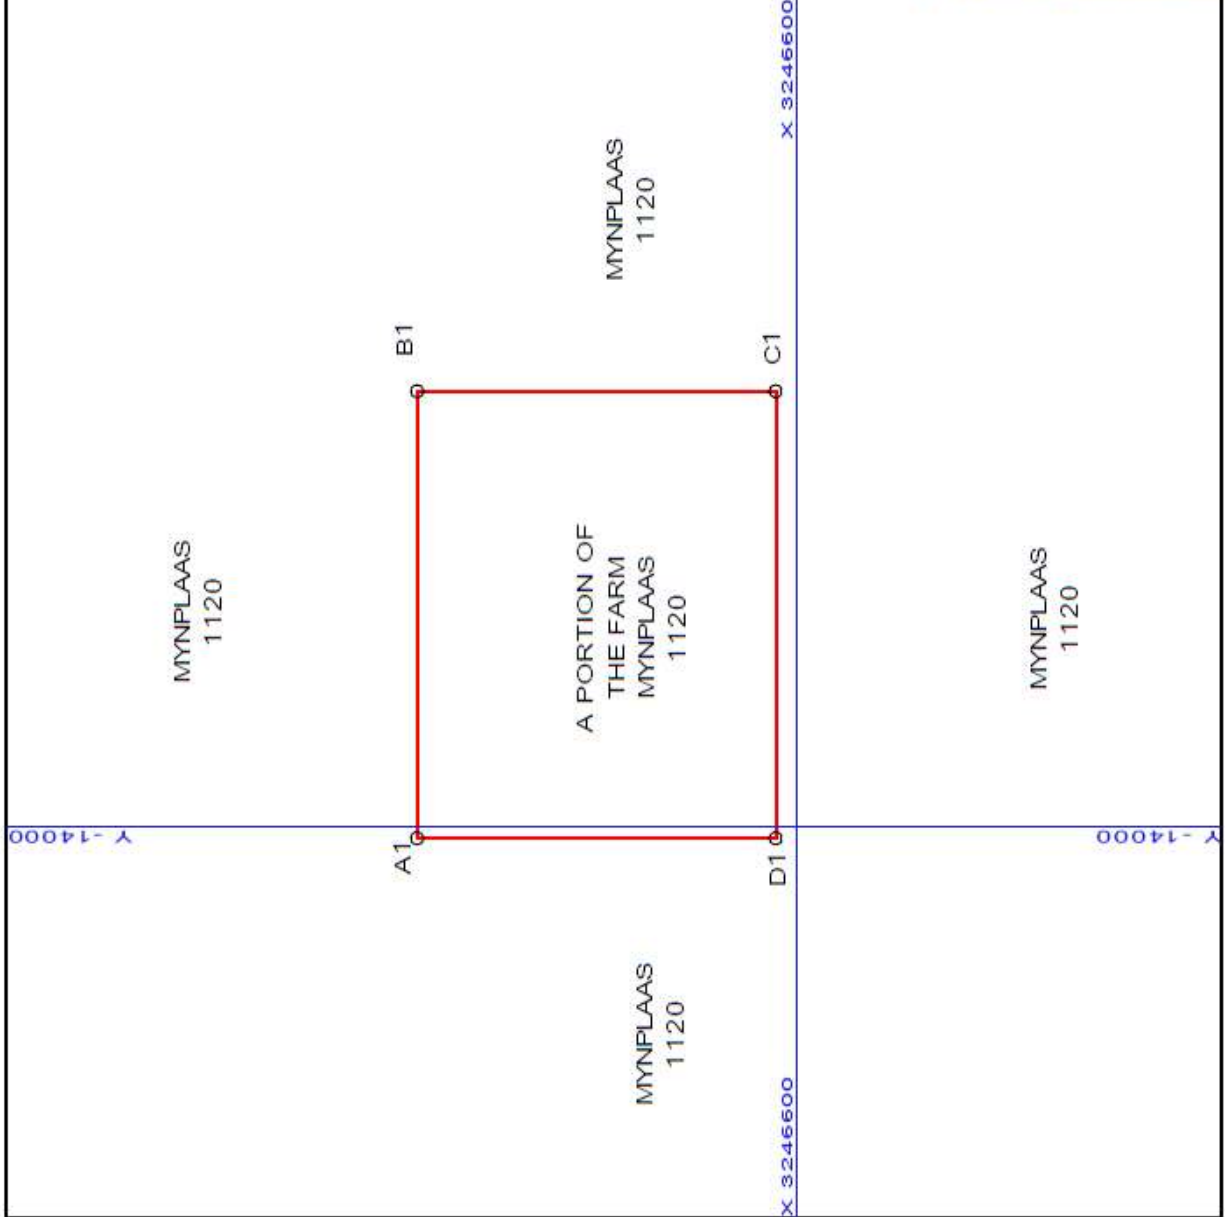 X 3246600
MYNPLAAS
1120
B1
C1
MYNPLAAS
1120
A PORTION OF
THE FARM
MYNPLAAS
1120
MYNPLAAS
1120
Y -14000
Y -14000
A1
D1
MYNPLAAS
1120
X 3246600